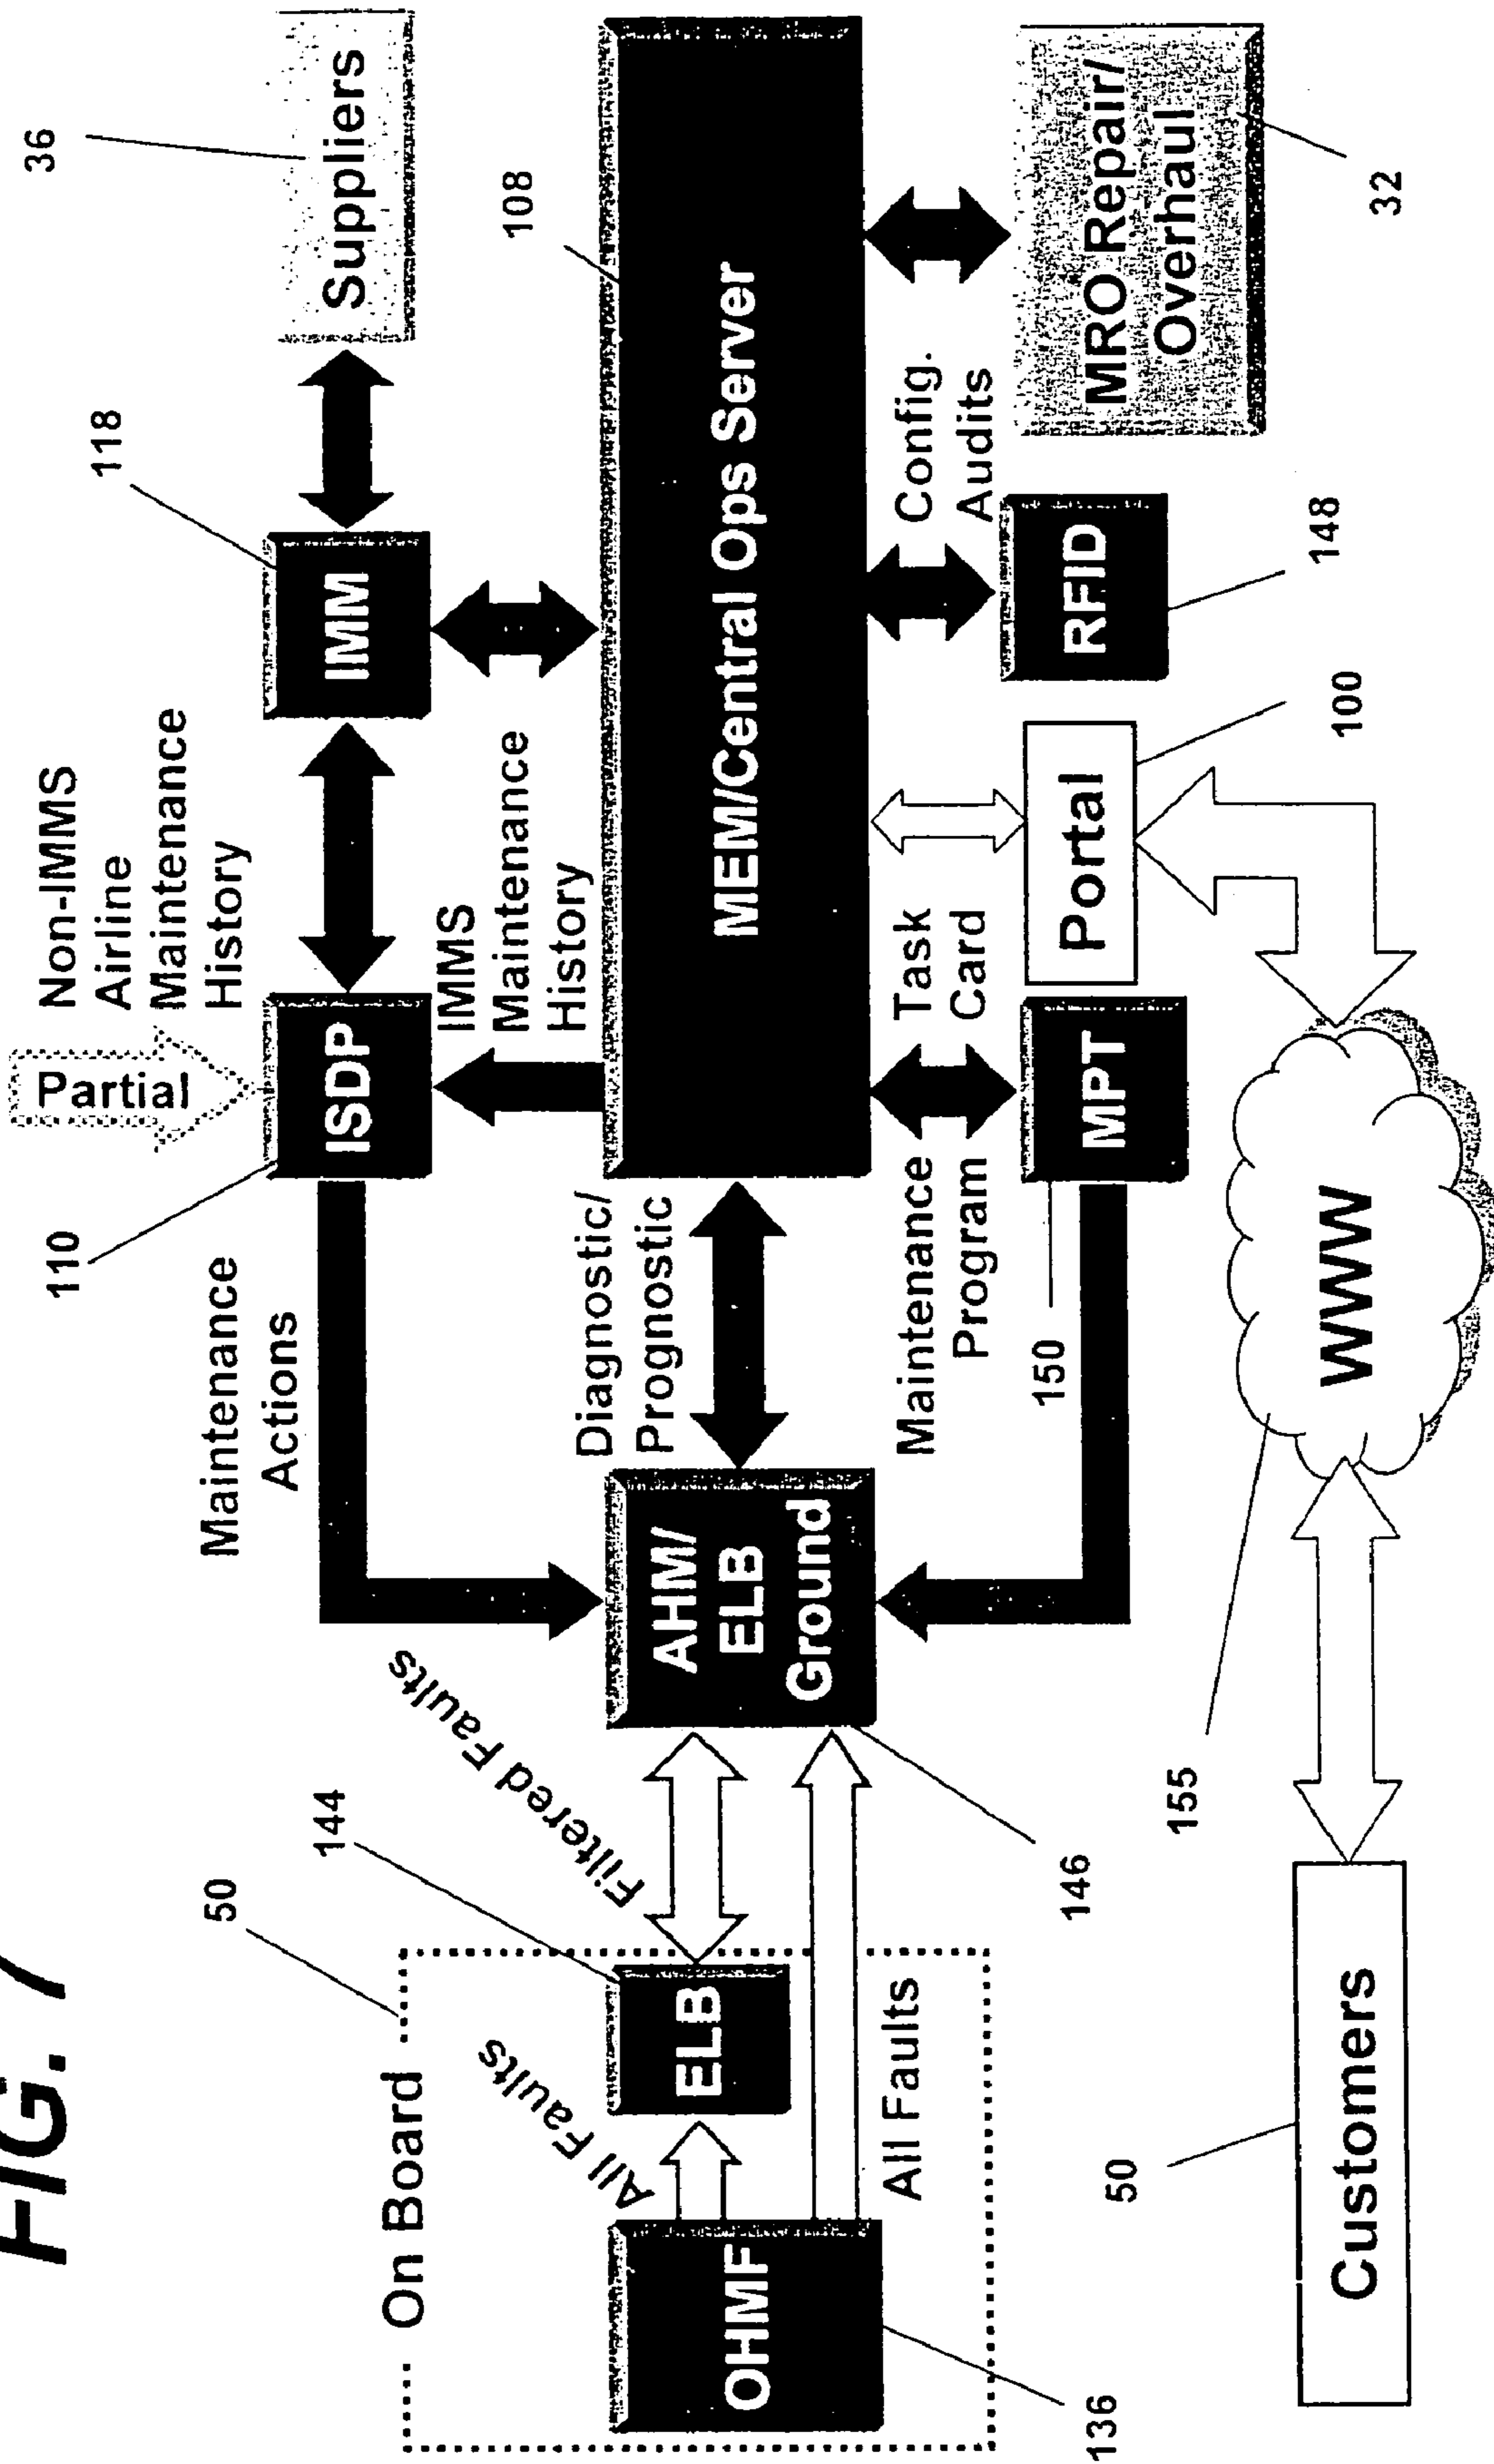 FIG. 7
36
Suppliers
118
IMM
Non-IMMS
Airline
Maintenance
History
Partial
110
ISDP
IMMS
Maintenance
History
108
MEM/Central Ops Server
Maintenance
Actions
Diagnostic/
Prognostic
AHM/
ELB
Ground
146
Filtered Faults
144
50
On Board
ELB
All Faults
OHMF
136
All Faults
Maintenance
Program
Task
Card
MPT
150
Portal
100
Config.
Audits
RFID
148
MRO Repair/
Overhaul
32
WWW
155
Customers
50